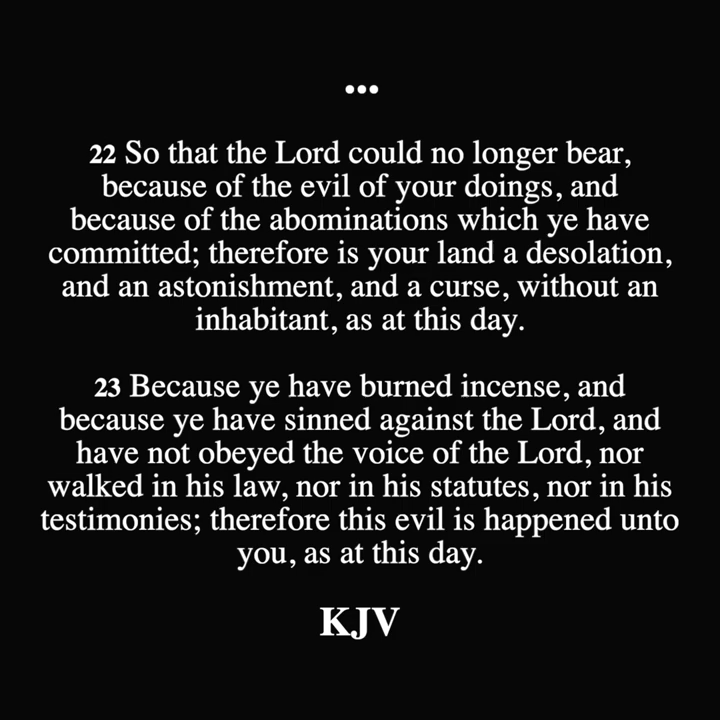 ...
22 So that the Lord could no longer bear,
because of the evil of your doings, and
because of the abominations which ye have
committed; therefore is your land a desolation,
and an astonishment, and a curse, without an
inhabitant, as at this day.
23 Because ye have burned incense, and
because ye have sinned against the Lord, and
have not obeyed the voice of the Lord, nor
walked in his law, nor in his statutes, nor in his
testimonies; therefore this evil is happened unto
you, as at this day.
KJV